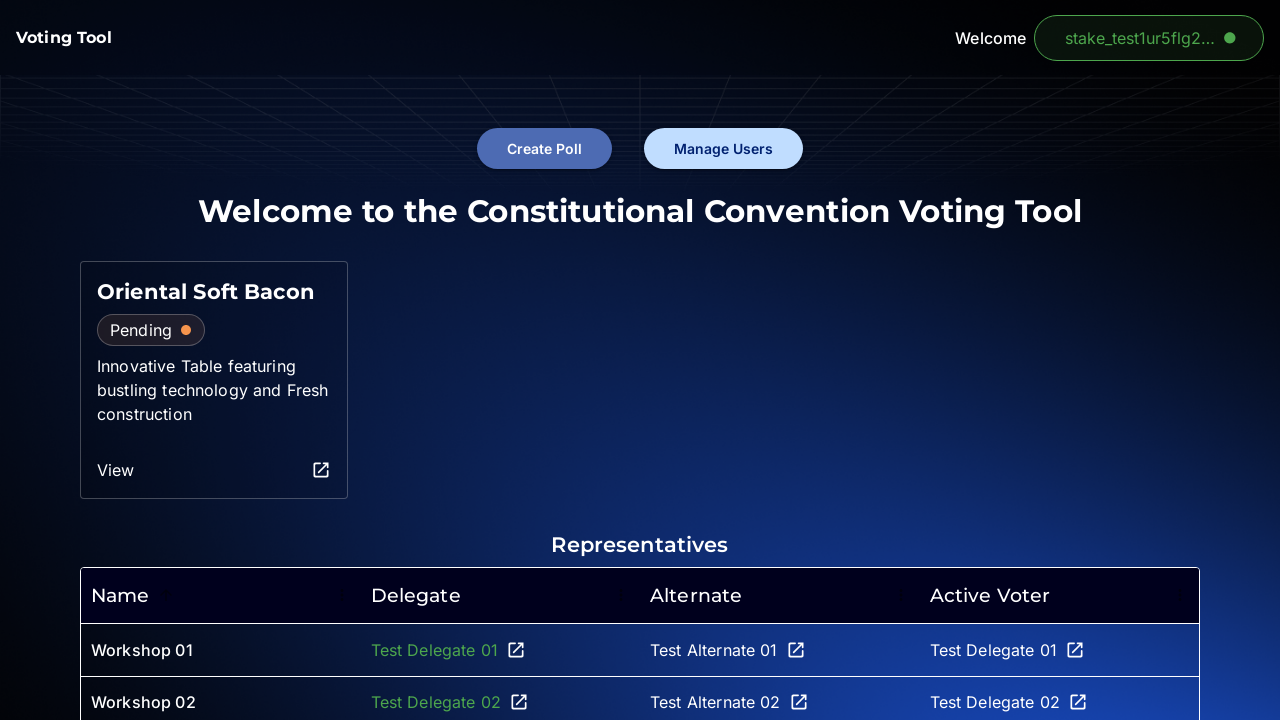 Voting Tool
Welcome stake_test1ur5flg2...
Create Poll Manage Users
Welcome to the Constitutional Convention Voting Tool
Oriental Soft Bacon
Pending
Innovative Table featuring
bustling technology and Fresh
construction
View
Representatives
Name Delegate Alternate Active Voter
Workshop 01 Test Delegate 01 Test Alternate 01 Test Delegate 01
Workshop 02 Test Delegate 02 Test Alternate 02 Test Delegate 02